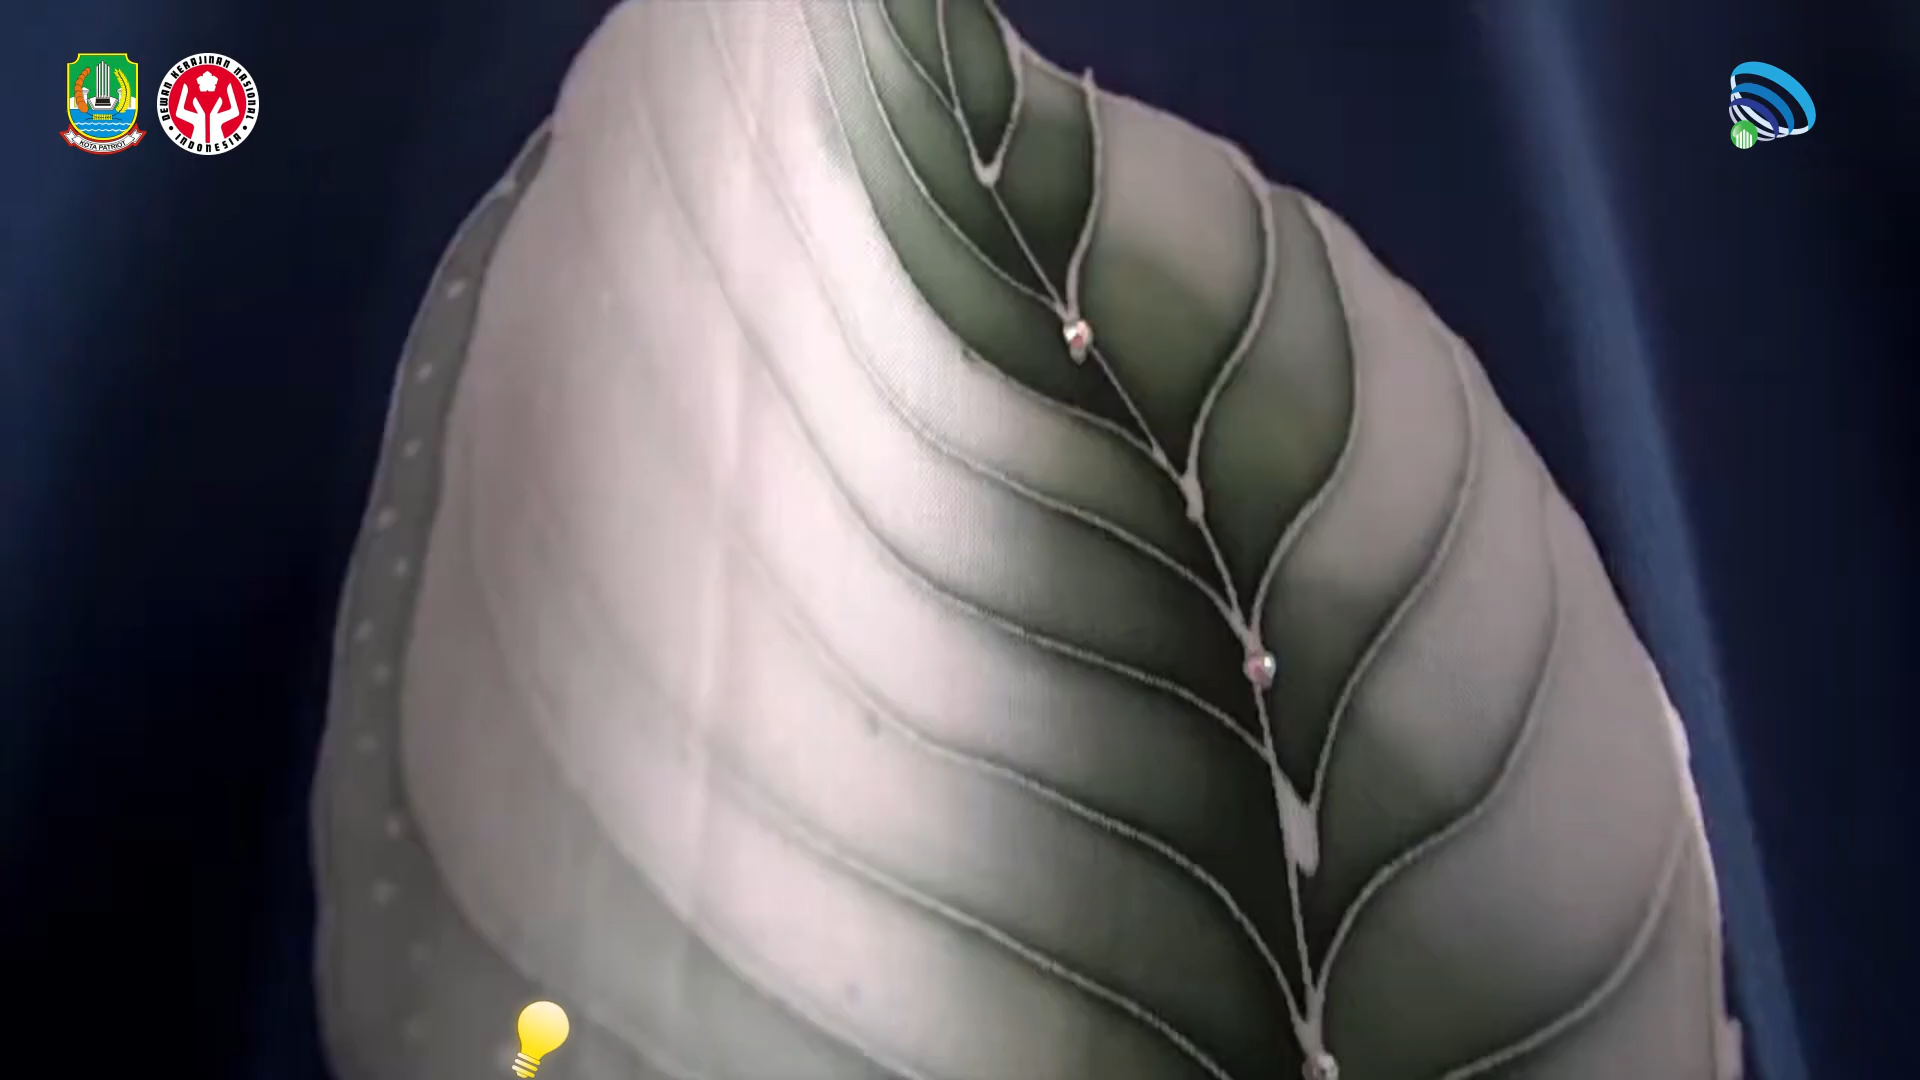 KOTA PATRIOT
DEWAN KERAJINAN NASIONAL
• INDONESIA •